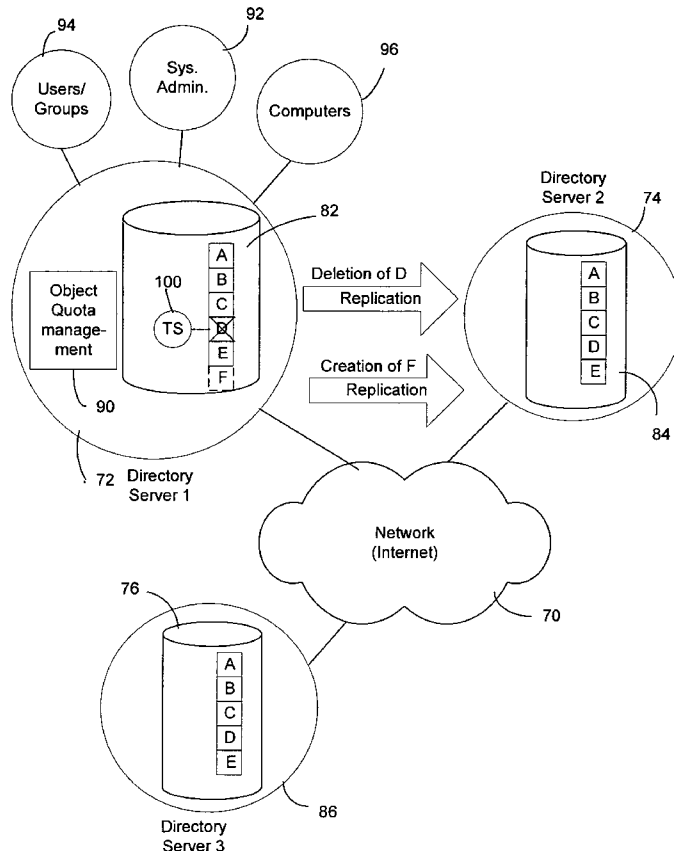 94
92
96
Users/
Groups
Sys.
Admin.
Computers
Directory
Server 2
74
82
A
B
C
D
E
F
100
TS
Object
Quota
manage-
ment
90
72
Directory
Server 1
Deletion of D
Replication
Creation of F
Replication
A
B
C
D
E
84
Network
(Internet)
70
76
A
B
C
D
E
86
Directory
Server 3